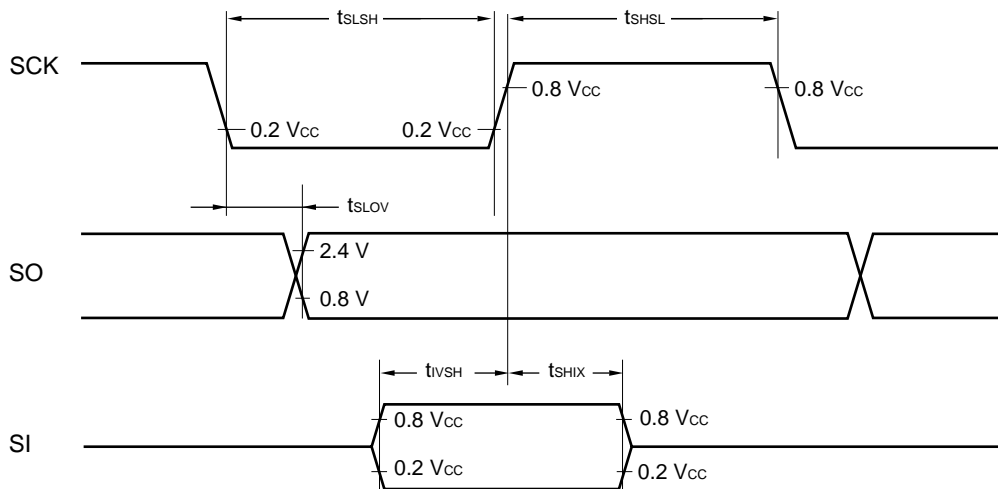 tSLSH tSHSL
SCK
0.8 VCC 0.8 VCC
0.2 VCC 0.2 VCC
tSLOV
2.4 V
SO
0.8 V
tIVSH tSHIX
0.8 VCC 0.8 VCC
SI
0.2 VCC 0.2 VCC